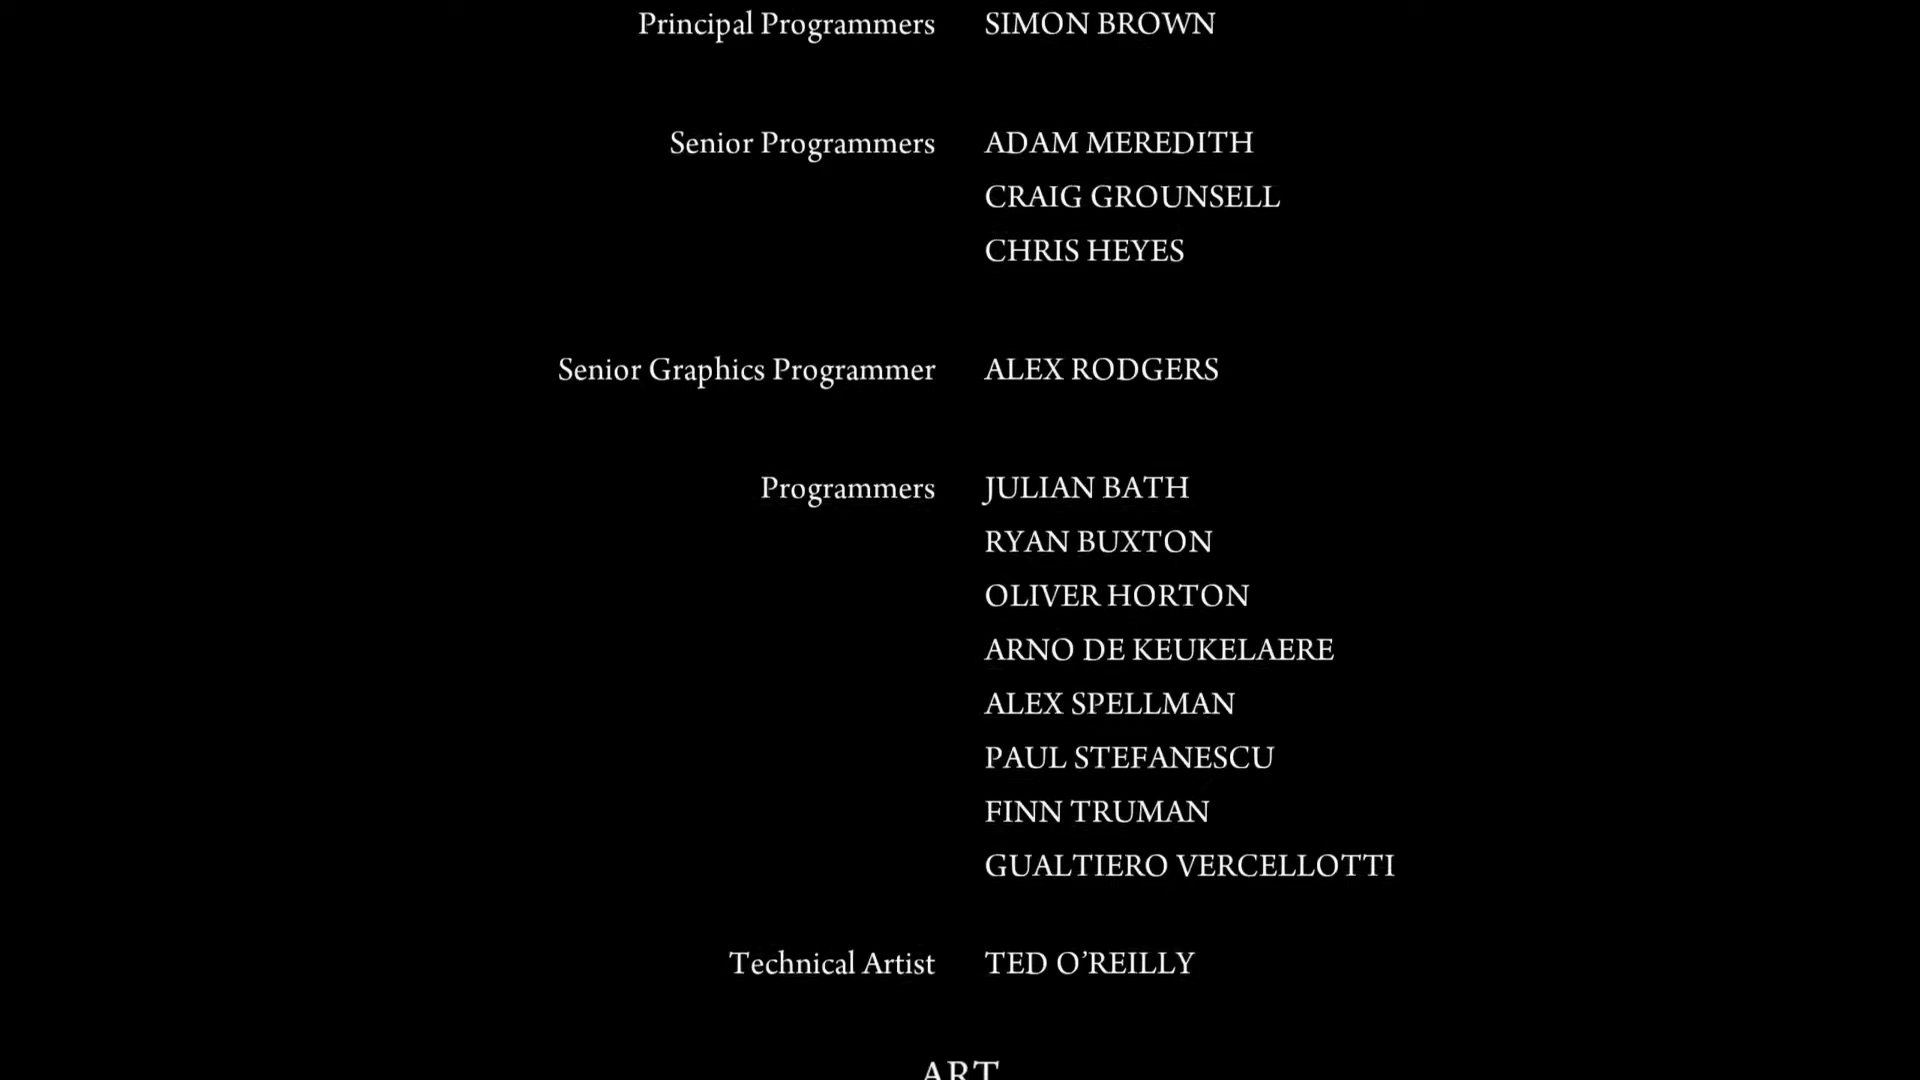 Principal Programmers SIMON BROWN
Senior Programmers ADAM MEREDITH
CRAIG GROUNSELL
CHRIS HEYES
Senior Graphics Programmer ALEX RODGERS
Programmers JULIAN BATH
RYAN BUXTON
OLIVER HORTON
ARNO DE KEUKELAERE
ALEX SPELLMAN
PAUL STEFANESCU
FINN TRUMAN
GUALTIERO VERCELLOTTI
Technical Artist TED O’REILLY
ART